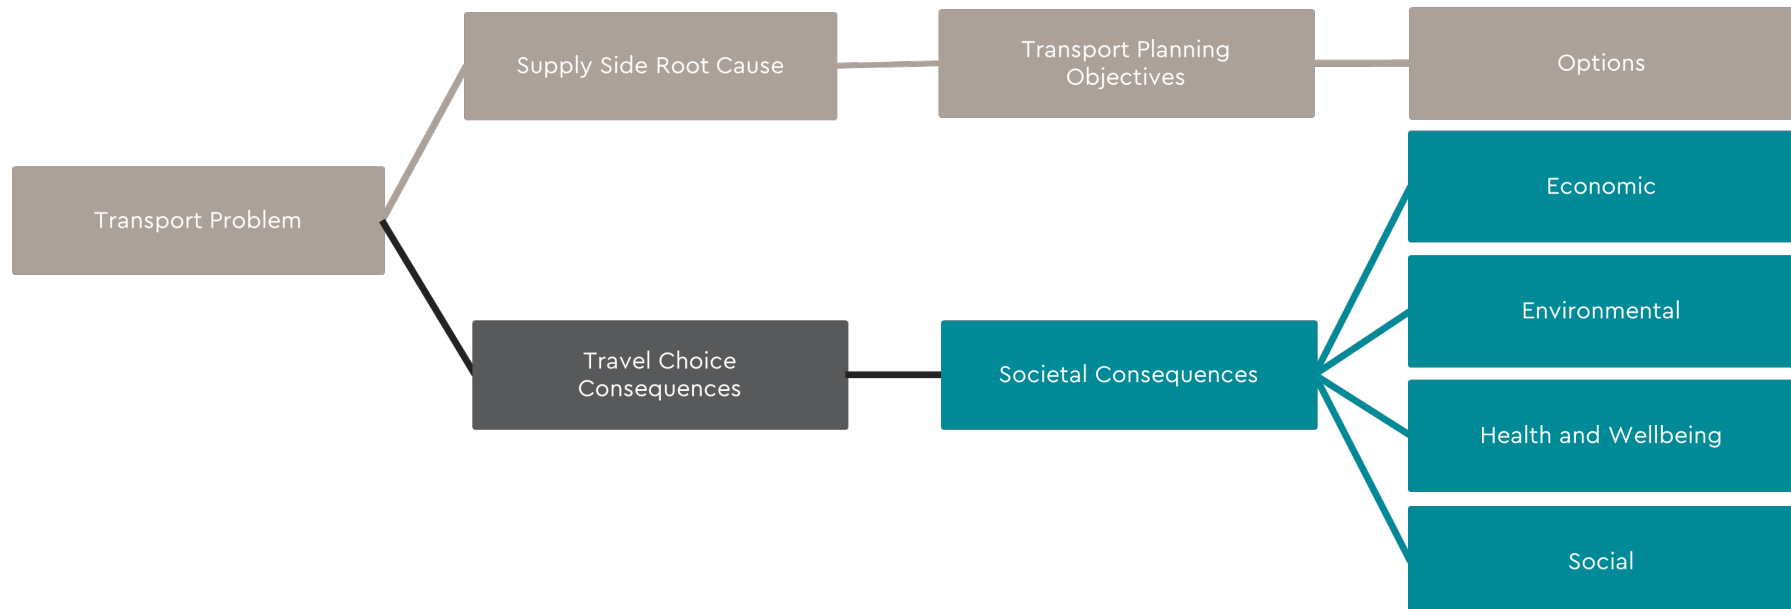 Supply Side Root Cause
Transport Planning
Objectives
Options
Transport Problem
Economic
Environmental
Travel Choice
Consequences
Societal Consequences
Health and Wellbeing
Social